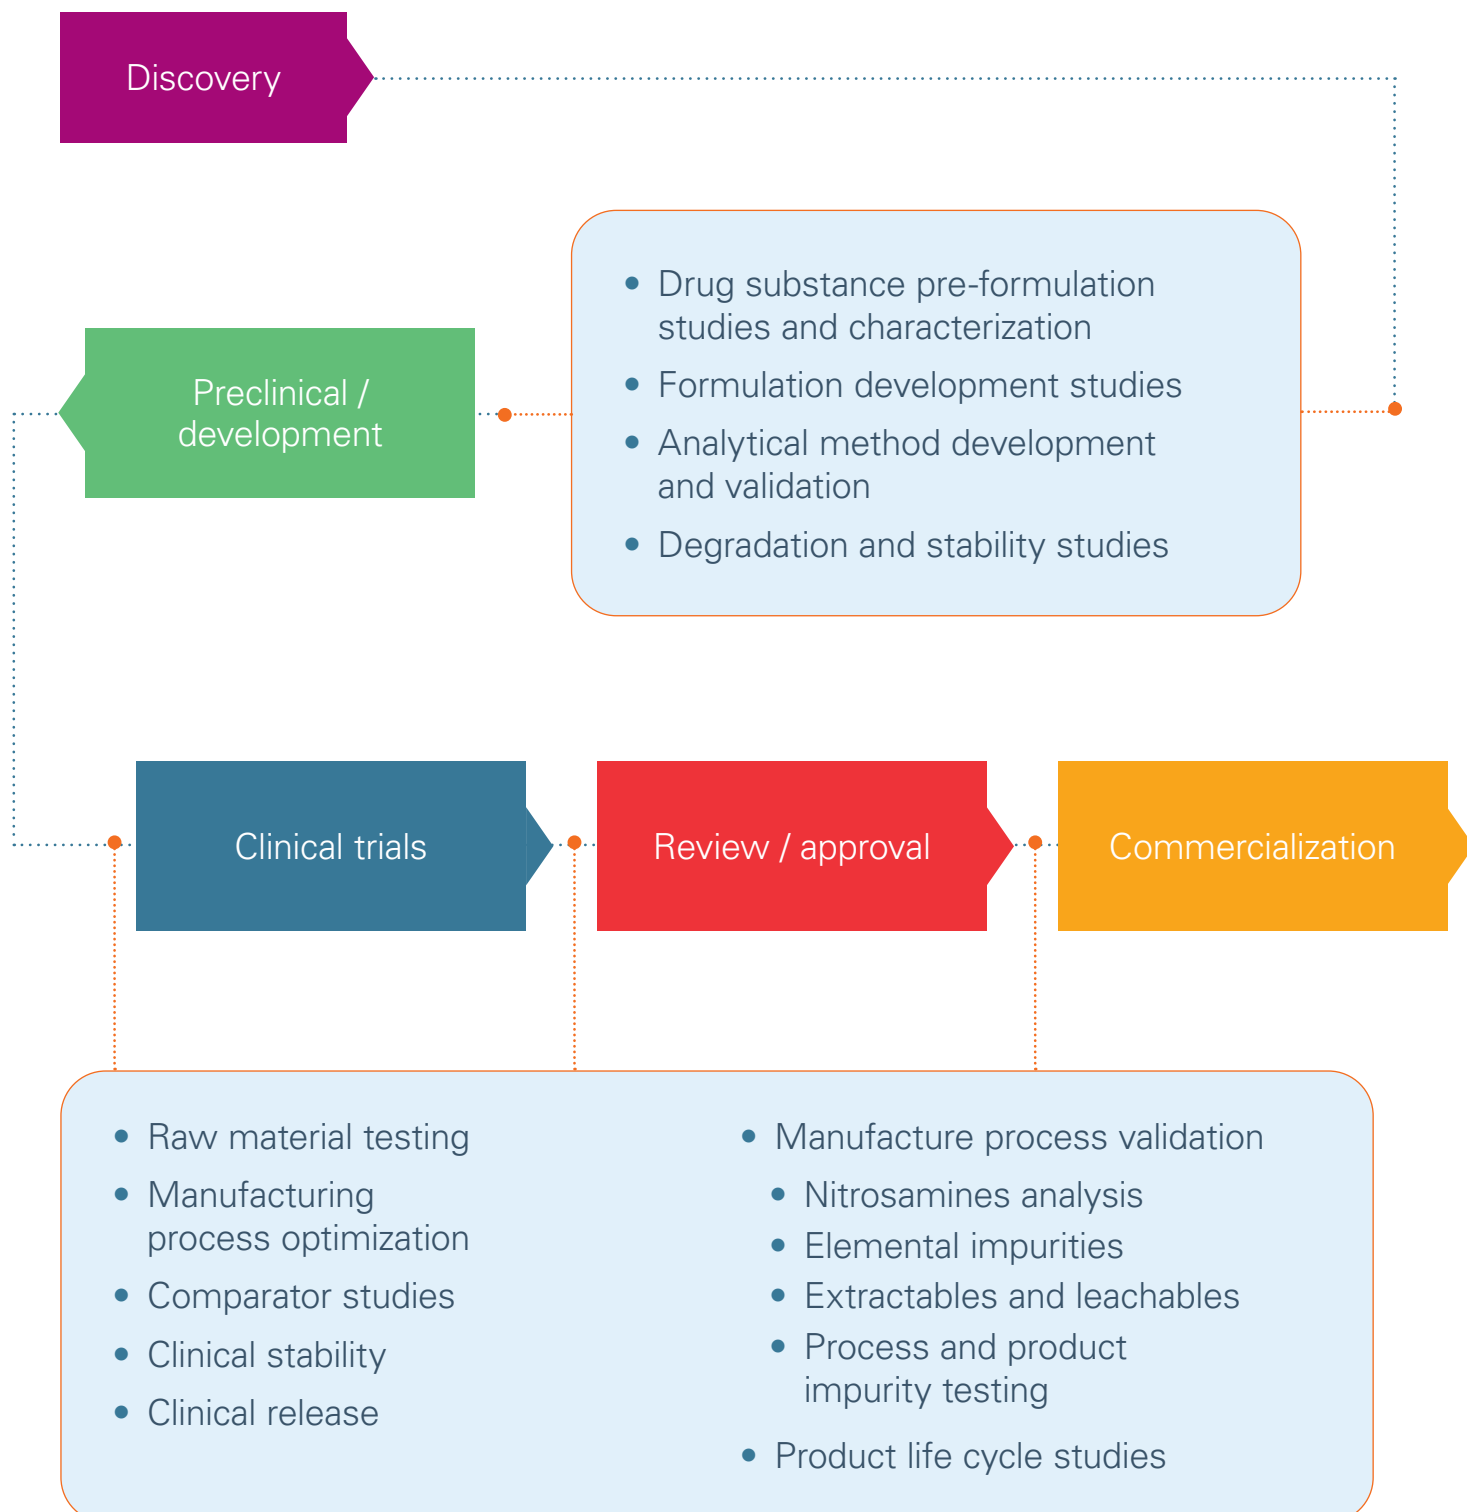 Discovery
• Drug substance pre-formulation
studies and characterization
• Formulation development studies
• Analytical method development
and validation
• Degradation and stability studies
Preclinical /
development
Clinical trials
Review / approval
Commercialization
• Raw material testing
• Manufacturing
process optimization
• Comparator studies
• Clinical stability
• Clinical release
• Manufacture process validation
• Nitrosamines analysis
• Elemental impurities
• Extractables and leachables
• Process and product
impurity testing
• Product life cycle studies